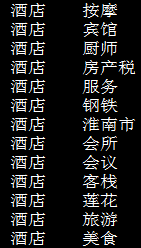 酒店 按摩
酒店 宾馆
酒店 厨师
酒店 房产税
酒店 服务
酒店 钢铁
酒店 淮南市
酒店 会所
酒店 会议
酒店 客栈
酒店 莲花
酒店 旅游
酒店 美食